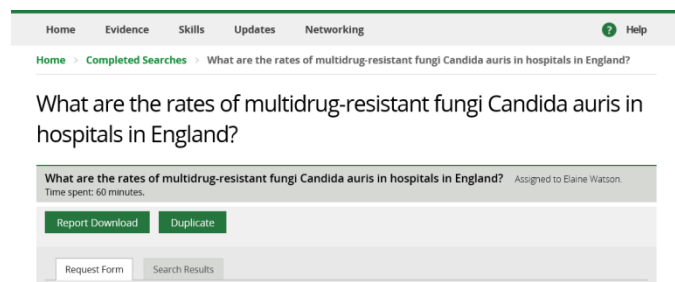 Home Evidence Skills Updates Networking ? Help
Home > Completed Searches > What are the rates of multidrug-resistant fungi Candida auris in hospitals in England?
What are the rates of multidrug-resistant fungi Candida auris in
hospitals in England?
What are the rates of multidrug-resistant fungi Candida auris in hospitals in England? Assigned to Elaine Watson.
Time spent: 60 minutes.
Report Download Duplicate
Request Form Search Results